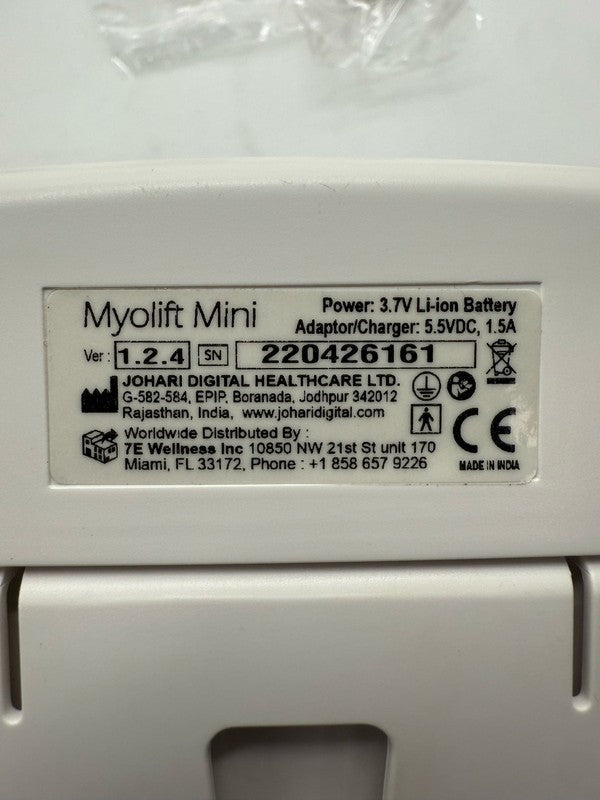 Myolift Mini
Power: 3.7V Li-ion Battery
Adaptor/Charger: 5.5VDC, 1.5A
Ver: 1.2.4 SN 220426161
JOHARI DIGITAL HEALTHCARE LTD.
G-582-584, EPIP, Boranada, Jodhpur 342012
Rajasthan, India, www.joharidigital.com
Worldwide Distributed By :
7E Wellness Inc 10850 NW 21st St unit 170
Miami, FL 33172, Phone : +1 858 657 9226
CE
MADE IN INDIA